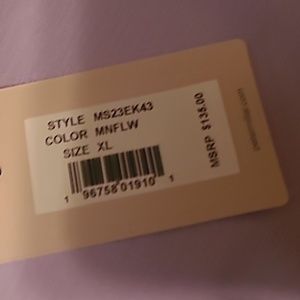 STYLE MS23EK43
COLOR MNFLW
SIZE XL
1 96758 01910 1
MSRP $135.00